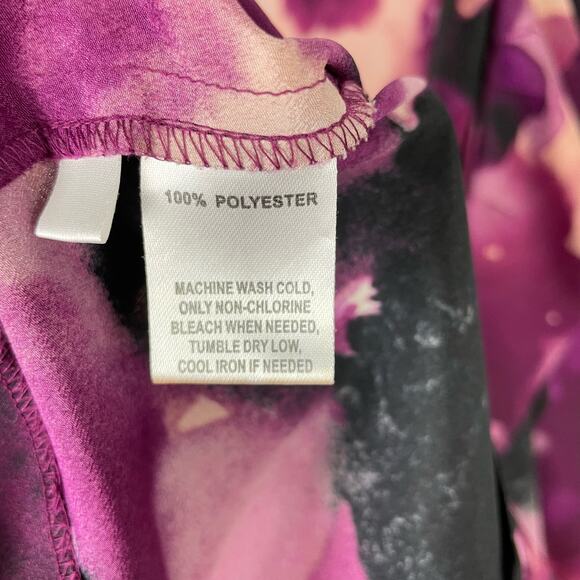 100% POLYESTER
MACHINE WASH COLD,
ONLY NON-CHLORINE
BLEACH WHEN NEEDED,
TUMBLE DRY LOW,
COOL IRON IF NEEDED